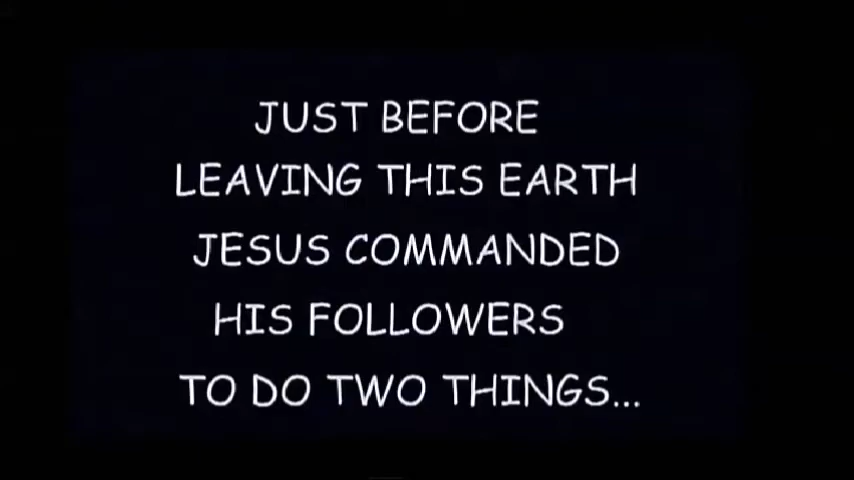 JUST BEFORE
LEAVING THIS EARTH
JESUS COMMANDED
HIS FOLLOWERS
TO DO TWO THINGS...